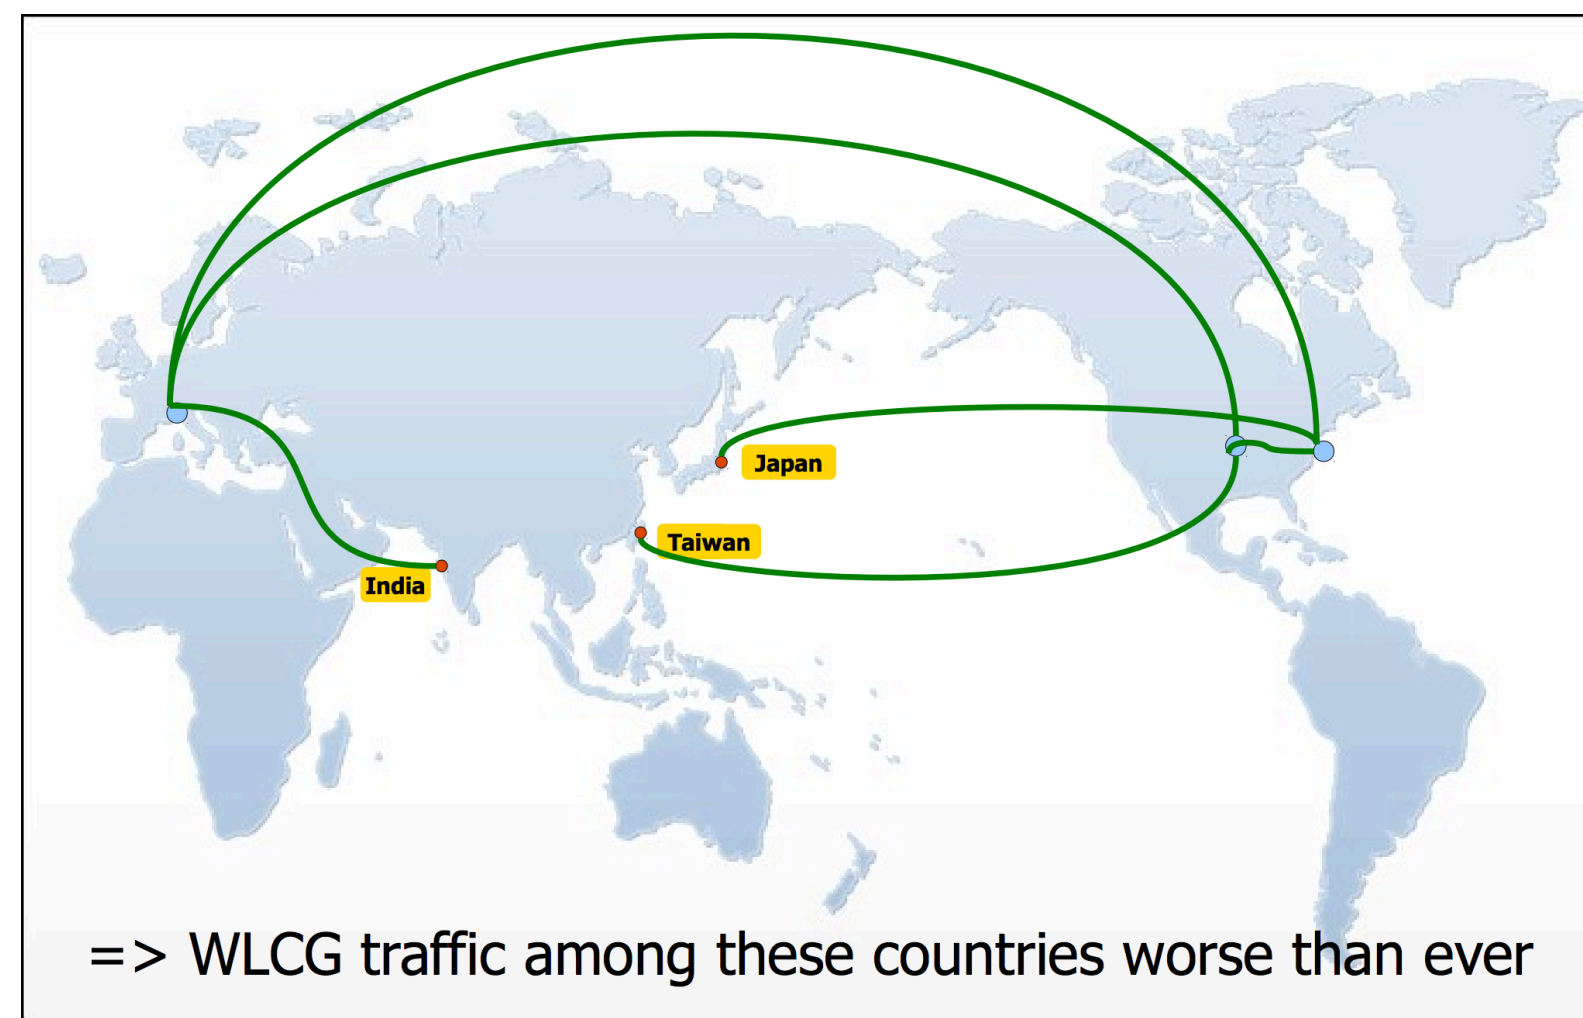 Japan
Taiwan
India
=> WLCG traffic among these countries worse than ever